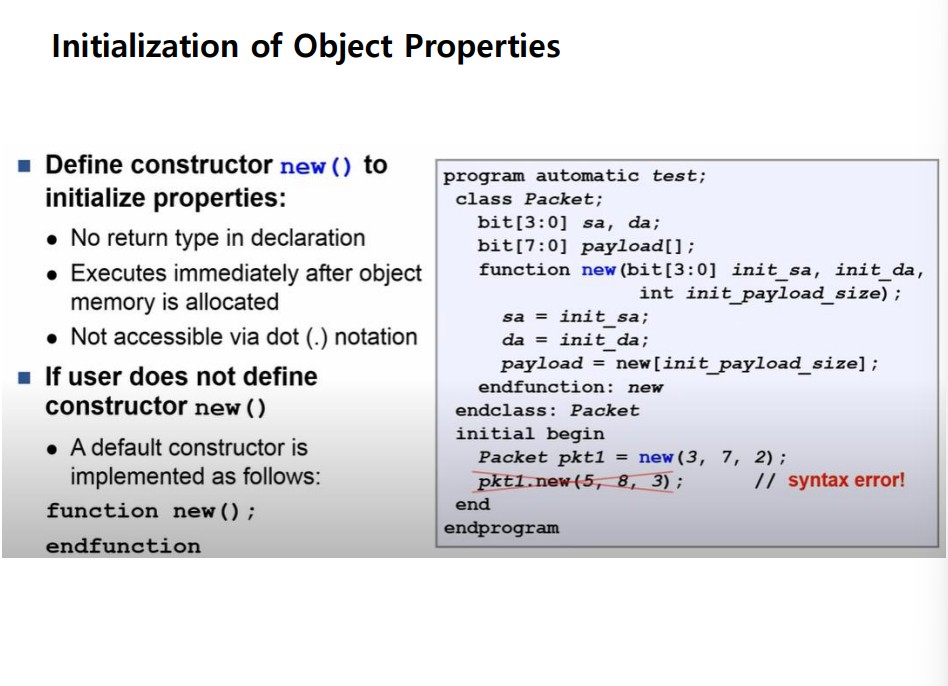 Initialization of Object Properties
Define constructor new() to
initialize properties:
No return type in declaration
Executes immediately after object
memory is allocated
Not accessible via dot (.) notation
If user does not define
constructor new()
A default constructor is
implemented as follows:
function new();
endfunction
program automatic test;
class Packet;
bit[3:0] sa, da;
bit[7:0] payload[];
function new(bit[3:0] init_sa, init_da,
int init_payload_size);
sa = init_sa;
da = init_da;
payload = new[init_payload_size];
endfunction: new
endclass: Packet
initial begin
Packet pkt1 = new(3, 7, 2);
pkt1.new(5, 8, 3); // syntax error!
end
endprogram